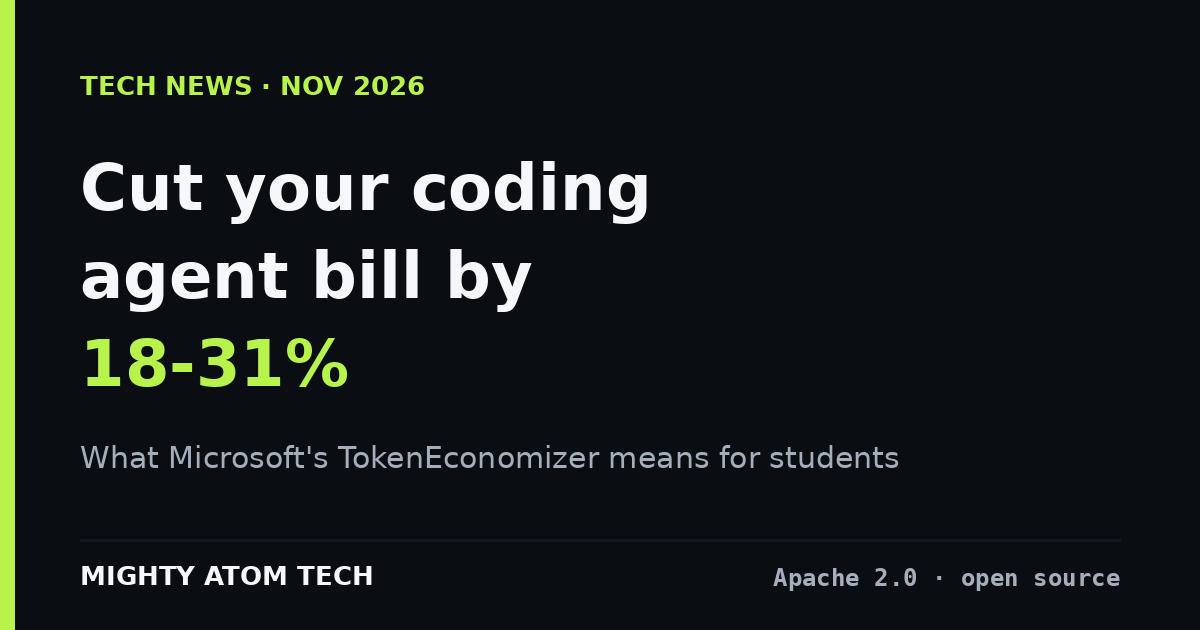 TECH NEWS · NOV 2026
Cut your coding
agent bill by
18-31%
What Microsoft's TokenEconomizer means for students
MIGHTY ATOM TECH
Apache 2.0 · open source